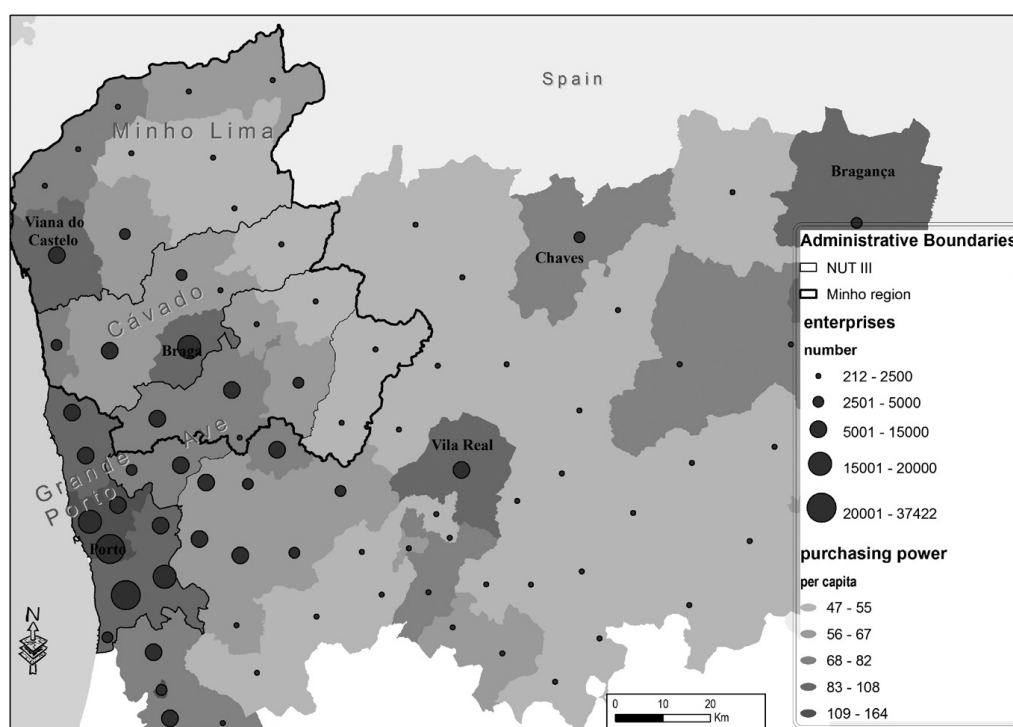 Spain
Minho Lima
Bragança
Viana do
Castelo
Chaves
Cávado
Braga
Ave
Vila Real
Grande
Porto
Porto
N
Administrative Boundaries
NUT III
Minho region
enterprises
number
212 - 2500
2501 - 5000
5001 - 15000
15001 - 20000
20001 - 37422
purchasing power
per capita
47 - 55
56 - 67
68 - 82
83 - 108
109 - 164
0 10 20
Km